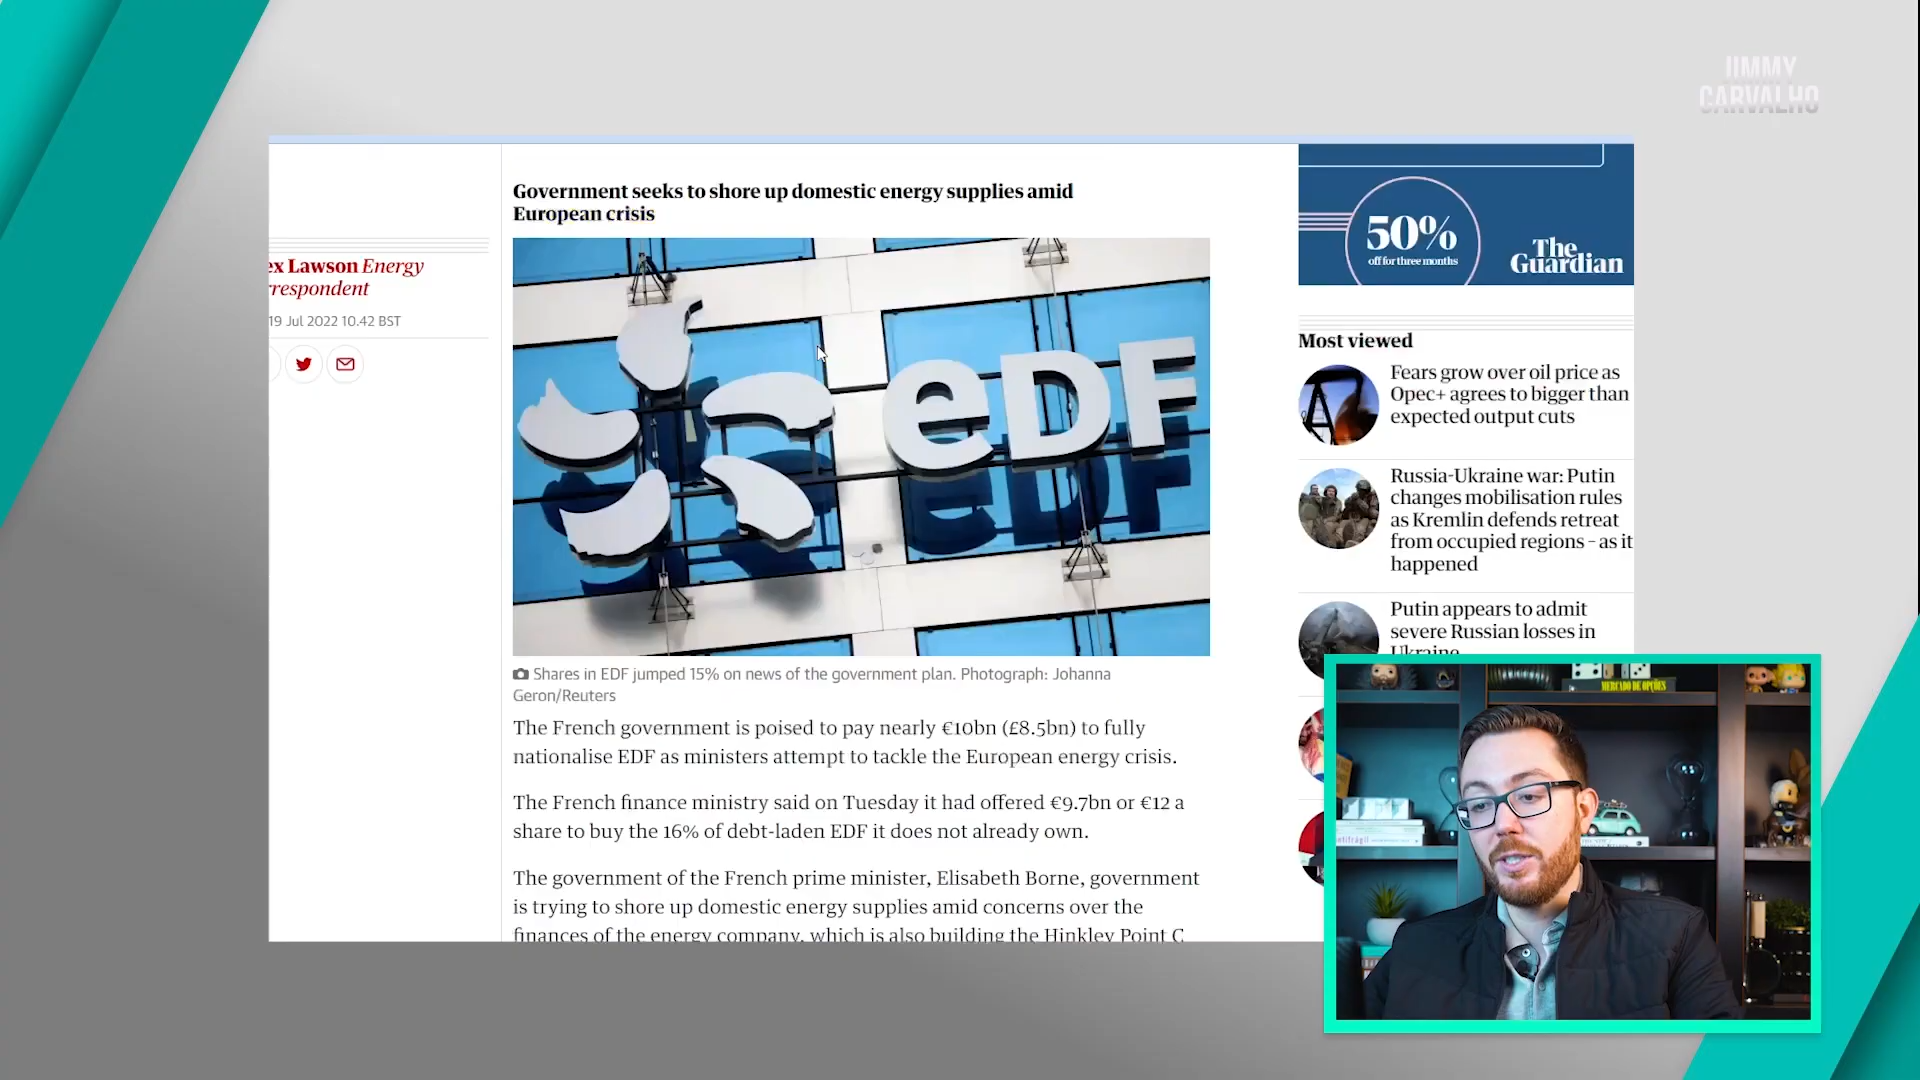 JIMMY
CARVALHO
Government seeks to shore up domestic energy supplies amid
European crisis
ex Lawson Energy
rrespondent
19 Jul 2022 10.42 BST
eDF
Shares in EDF jumped 15% on news of the government plan. Photograph: Johanna
Geron/Reuters
The French government is poised to pay nearly €10bn (£8.5bn) to fully
nationalise EDF as ministers attempt to tackle the European energy crisis.
The French finance ministry said on Tuesday it had offered €9.7bn or €12 a
share to buy the 16% of debt-laden EDF it does not already own.
The government of the French prime minister, Elisabeth Borne, government
is trying to shore up domestic energy supplies amid concerns over the
finances of the energy company, which is also building the Hinkley Point C
50%
off for three months
The
Guardian
Most viewed
Fears grow over oil price as
Opec+ agrees to bigger than
expected output cuts
Russia-Ukraine war: Putin
changes mobilisation rules
as Kremlin defends retreat
from occupied regions – as it
happened
Putin appears to admit
severe Russian losses in
Ukraine
MERCADO DE OPÇÕES